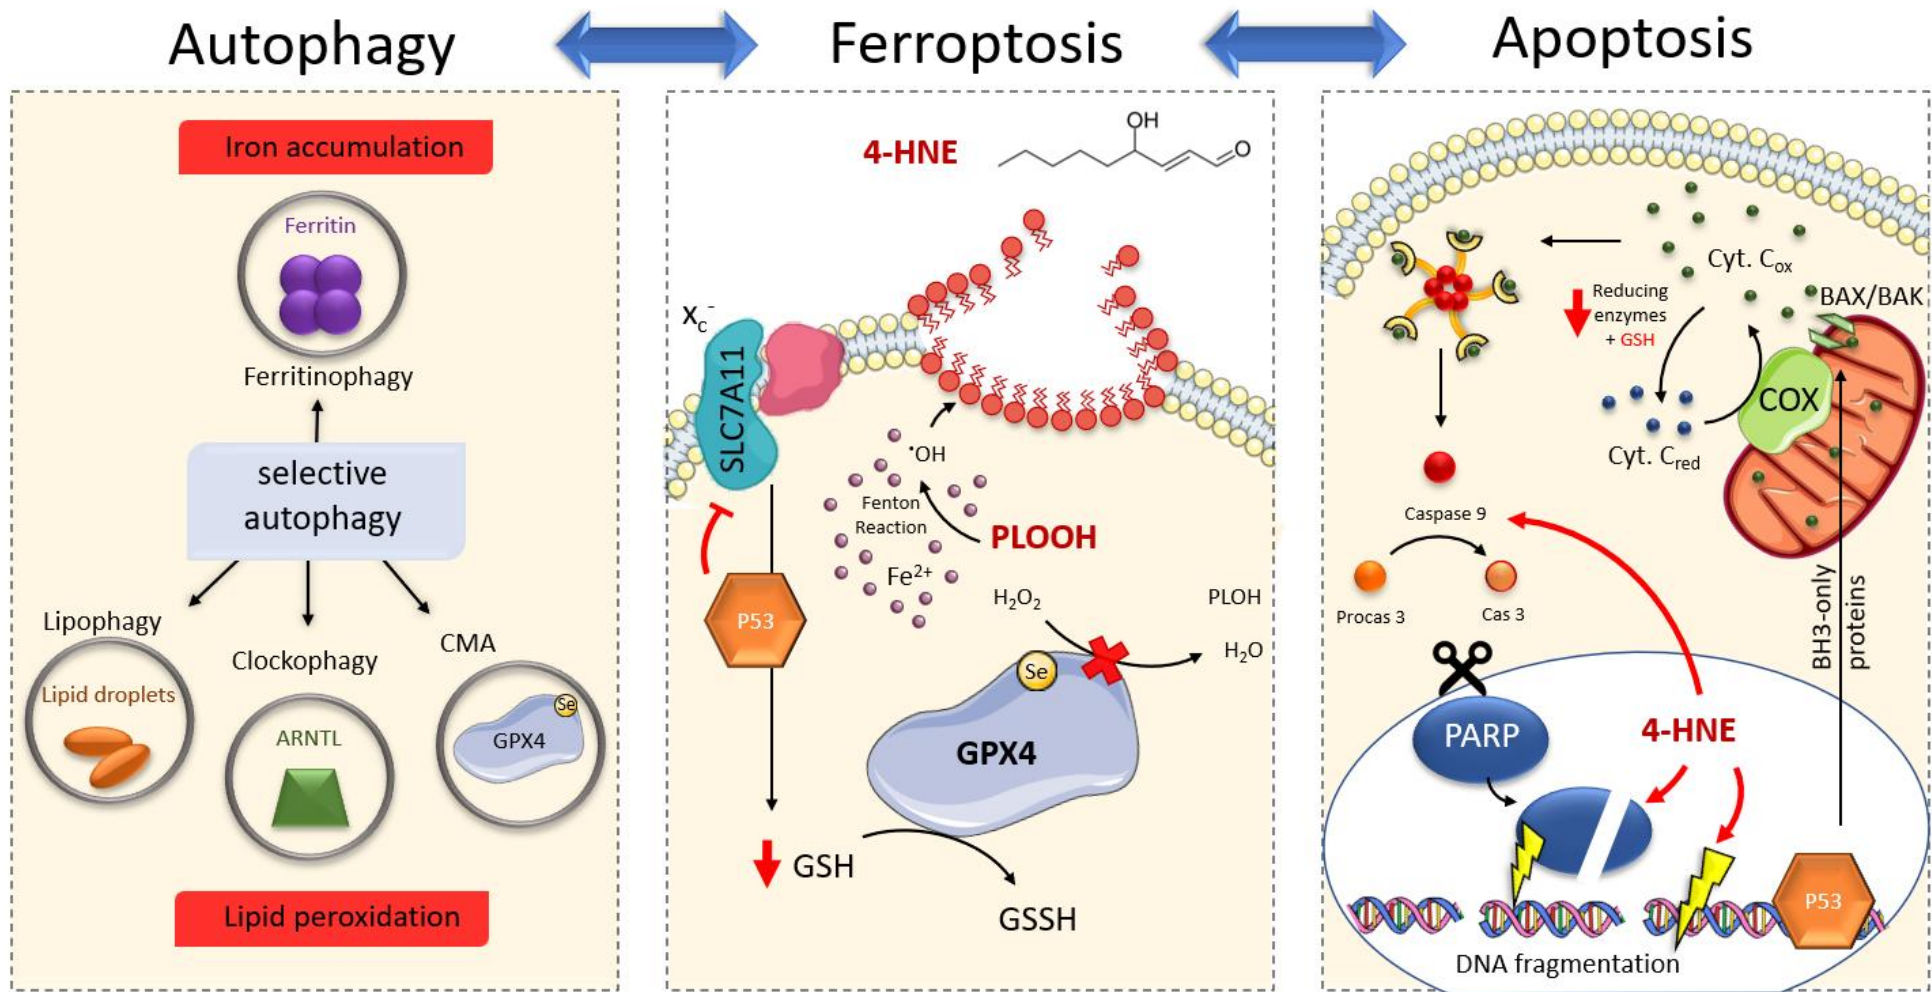 Autophagy
Ferroptosis
Apoptosis
Iron accumulation
Ferritin
Ferritinophagy
selective
autophagy
Lipophagy
Lipid droplets
Clockophagy
ARNTL
CMA
Se
GPX4
Lipid peroxidation
4-HNE
OH
O
Xc-
SLC7A11
•OH
Fenton
Reaction
PLOOH
Fe2+
P53
H2O2
PLOH
H2O
Se
GPX4
GSH
GSSH
Cyt. Cox
BAX/BAK
Reducing
enzymes
+ GSH
COX
Cyt. Cred
Caspase 9
Procas 3
Cas 3
BH3-only
proteins
PARP
4-HNE
P53
DNA fragmentation